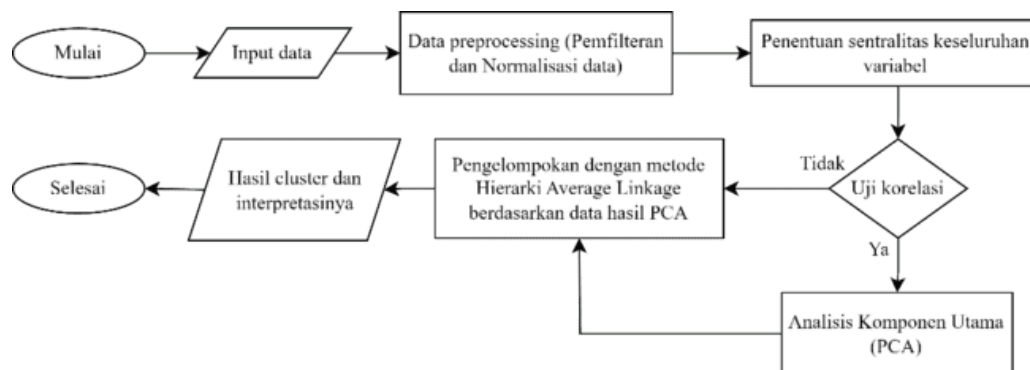 Mulai
Input data
Data preprocessing (Pemfilteran
dan Normalisasi data)
Penentuan sentralitas keseluruhan
variabel
Uji korelasi
Tidak
Ya
Analisis Komponen Utama
(PCA)
Pengelompokan dengan metode
Hierarki Average Linkage
berdasarkan data hasil PCA
Hasil cluster dan
interpretasinya
Selesai